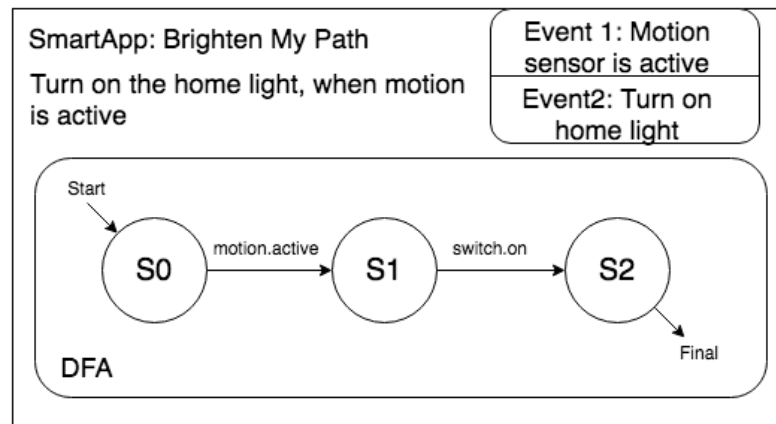 SmartApp: Brighten My Path
Turn on the home light, when motion
is active
Event 1: Motion
sensor is active
Event2: Turn on
home light
Start
S0
motion.active
S1
switch.on
S2
Final
DFA